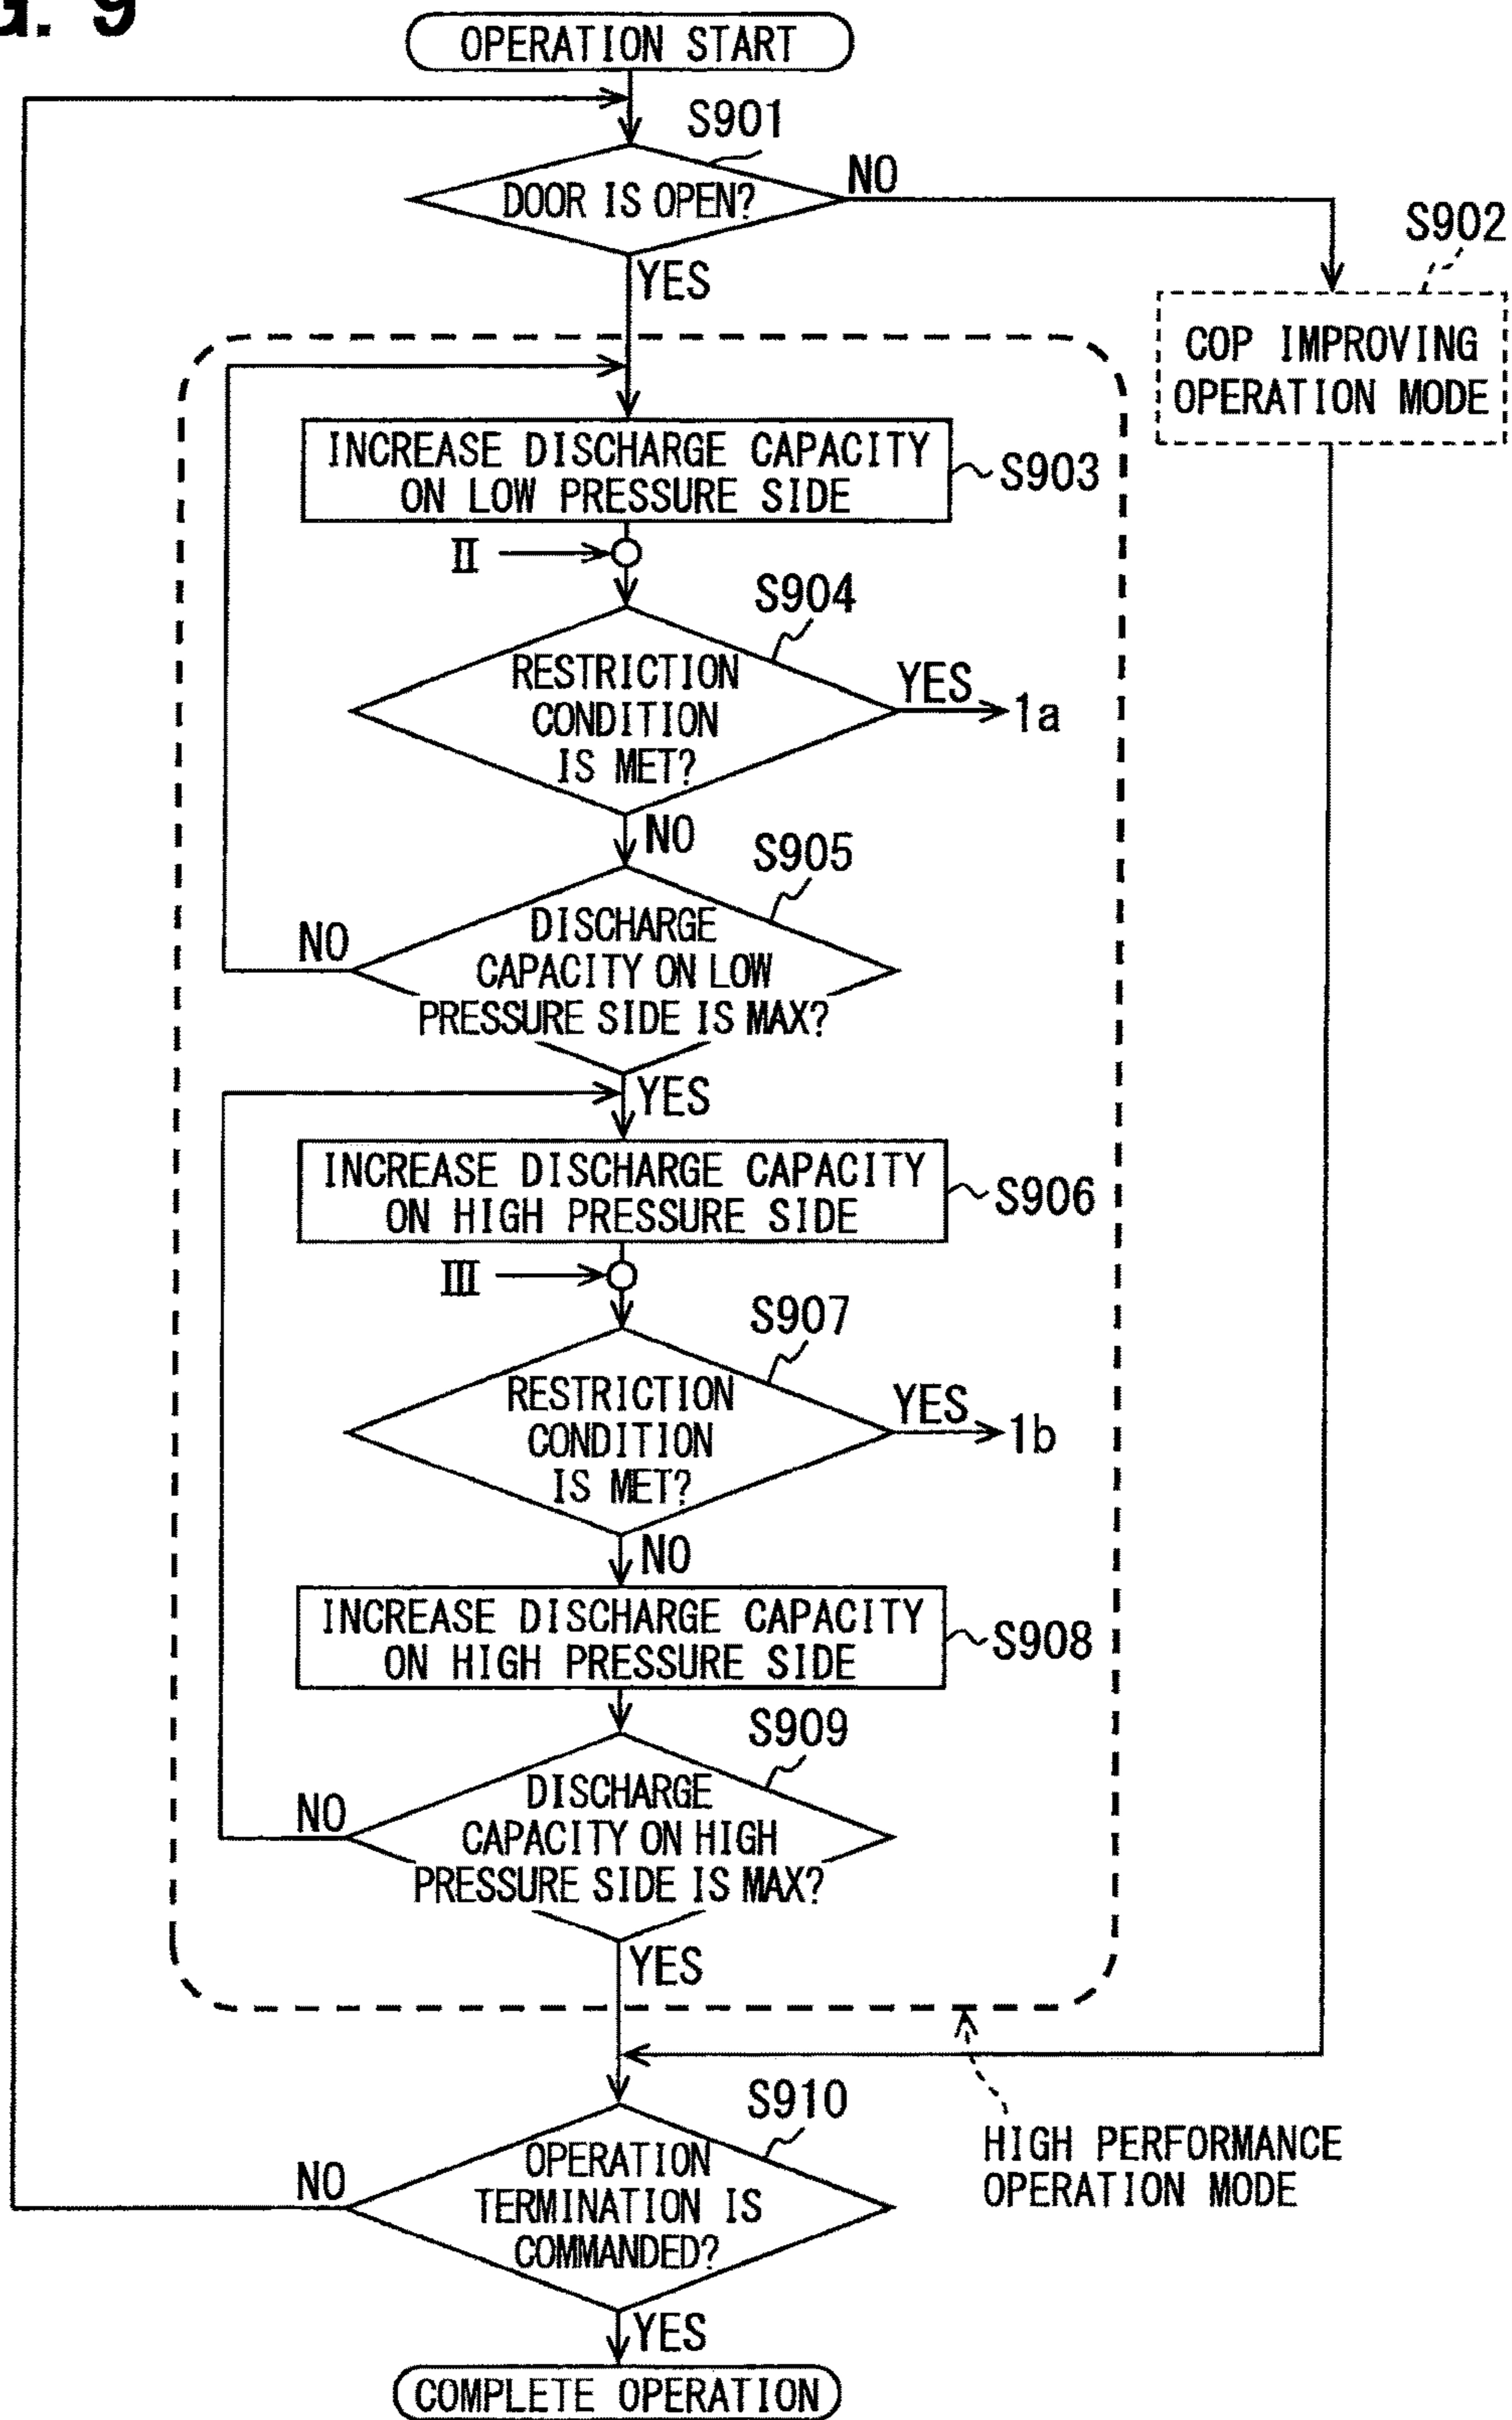 G. 9
OPERATION START
S901
DOOR IS OPEN?
NO
YES
S902
COP IMPROVING
OPERATION MODE
INCREASE DISCHARGE CAPACITY
ON LOW PRESSURE SIDE
S903
II
S904
RESTRICTION
CONDITION
IS MET?
YES
1a
NO
S905
DISCHARGE
CAPACITY ON LOW
PRESSURE SIDE IS MAX?
NO
YES
INCREASE DISCHARGE CAPACITY
ON HIGH PRESSURE SIDE
S906
III
S907
RESTRICTION
CONDITION
IS MET?
YES
1b
NO
INCREASE DISCHARGE CAPACITY
ON HIGH PRESSURE SIDE
S908
S909
DISCHARGE
CAPACITY ON HIGH
PRESSURE SIDE IS MAX?
NO
YES
S910
OPERATION
TERMINATION IS
COMMANDED?
NO
HIGH PERFORMANCE
OPERATION MODE
YES
COMPLETE OPERATION